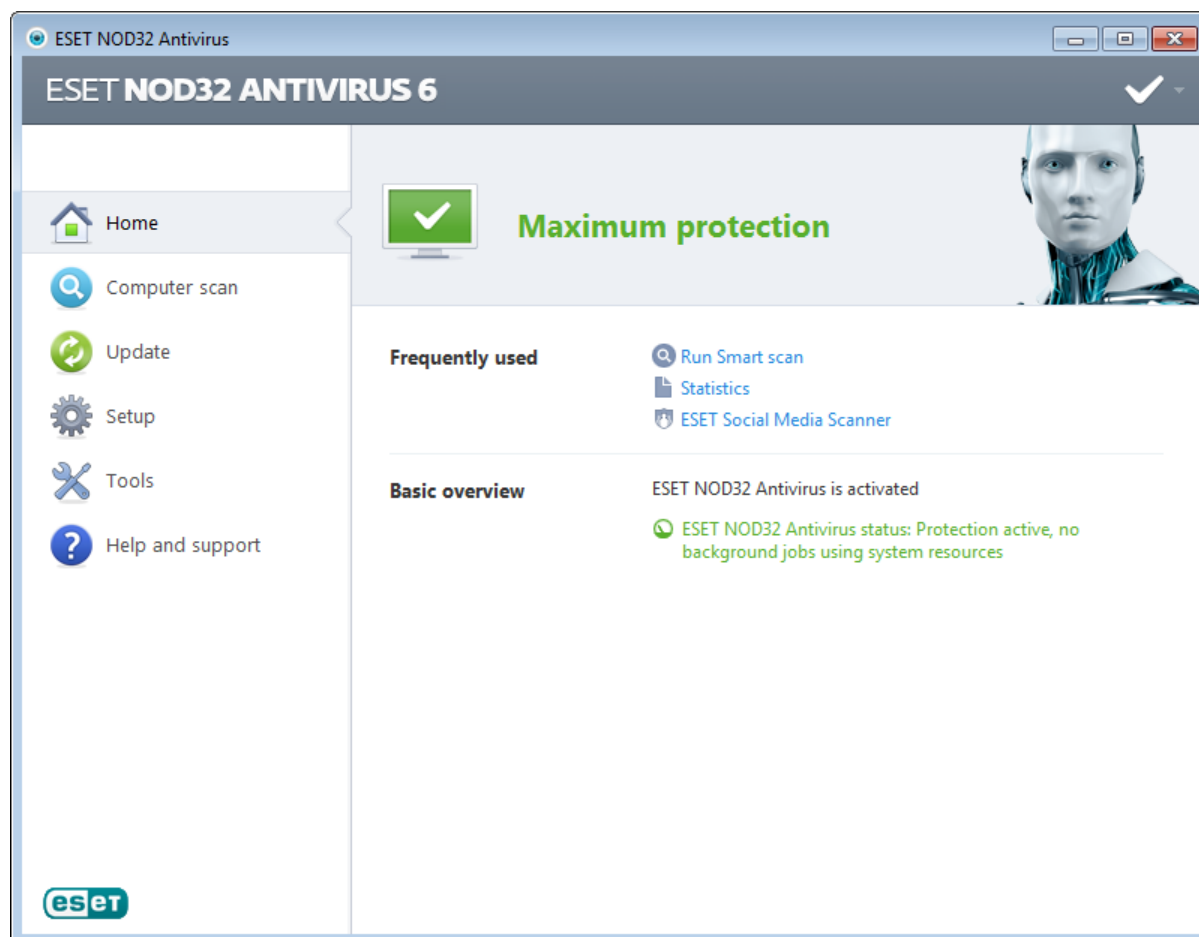 ESET NOD32 Antivirus
ESET NOD32 ANTIVIRUS 6
Home
Computer scan
Update
Setup
Tools
Help and support
Maximum protection
Frequently used
Run Smart scan
Statistics
ESET Social Media Scanner
Basic overview
ESET NOD32 Antivirus is activated
ESET NOD32 Antivirus status: Protection active, no
background jobs using system resources
eset